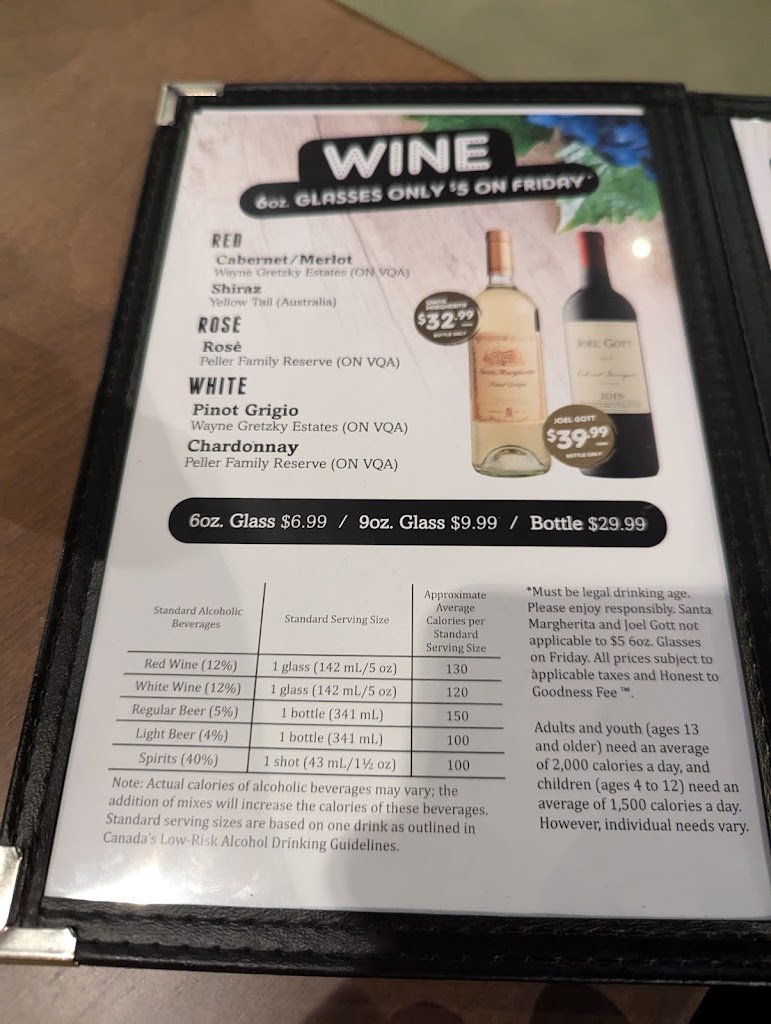 WINE
6oz. GLASSES ONLY $5 ON FRIDAY*
RED
Cabernet/Merlot
Wayne Gretzky Estates (ON VQA)
Shiraz
Yellow Tail (Australia)
ROSÉ
Rosé
Peller Family Reserve (ON VQA)
WHITE
Pinot Grigio
Wayne Gretzky Estates (ON VQA)
Chardonnay
Peller Family Reserve (ON VQA)
SANTA
MARGHERITA
$32.99
BOTTLE ONLY
Santa Margherita
Pinot Grigio
JOEL GOTT
Cabernet Sauvignon
2015
JOEL GOTT
$39.99
BOTTLE ONLY
6oz. Glass $6.99 / 9oz. Glass $9.99 / Bottle $29.99
Standard Alcoholic
Beverages
Standard Serving Size
Approximate
Average
Calories per
Standard
Serving Size
Red Wine (12%) 1 glass (142 mL/5 oz) 130
White Wine (12%) 1 glass (142 mL/5 oz) 120
Regular Beer (5%) 1 bottle (341 mL) 150
Light Beer (4%) 1 bottle (341 mL) 100
Spirits (40%) 1 shot (43 mL/1½ oz) 100
Note: Actual calories of alcoholic beverages may vary; the
addition of mixes will increase the calories of these beverages.
Standard serving sizes are based on one drink as outlined in
Canada's Low-Risk Alcohol Drinking Guidelines.
*Must be legal drinking age.
Please enjoy responsibly. Santa
Margherita and Joel Gott not
applicable to $5 6oz. Glasses
on Friday. All prices subject to
applicable taxes and Honest to
Goodness Fee ™.
Adults and youth (ages 13
and older) need an average
of 2,000 calories a day, and
children (ages 4 to 12) need an
average of 1,500 calories a day.
However, individual needs vary.